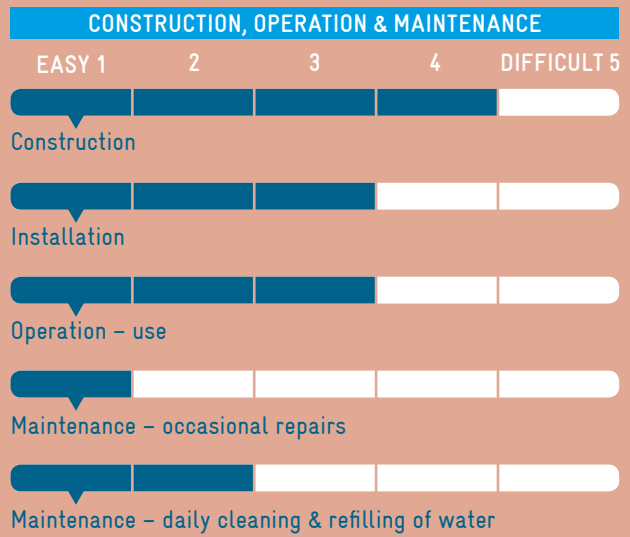 CONSTRUCTION, OPERATION & MAINTENANCE
EASY 1 2 3 4 DIFFICULT 5
Construction
Installation
Operation – use
Maintenance – occasional repairs
Maintenance – daily cleaning & refilling of water